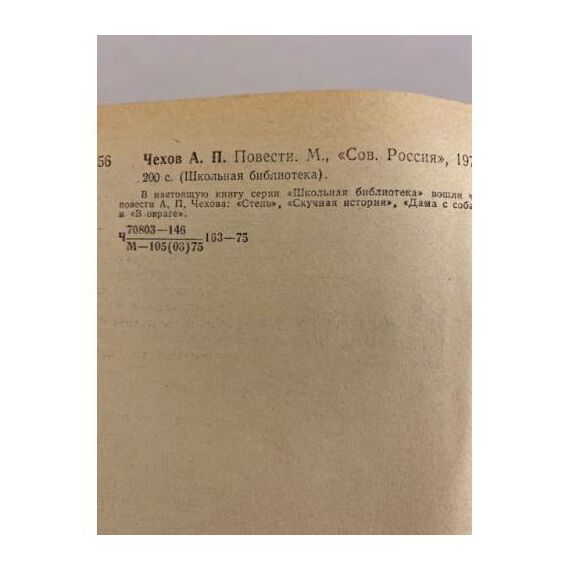 56 Чехов А. П. Повести. М., «Сов. Россия», 197
200 с. (Школьная библиотека).
В настоящую книгу серии «Школьная библиотека» вошли
повести А. П. Чехова: «Степь», «Скучная история», «Дама с соба
и «В овраге».
70803—146
Ч 163—75
М—105(03)75